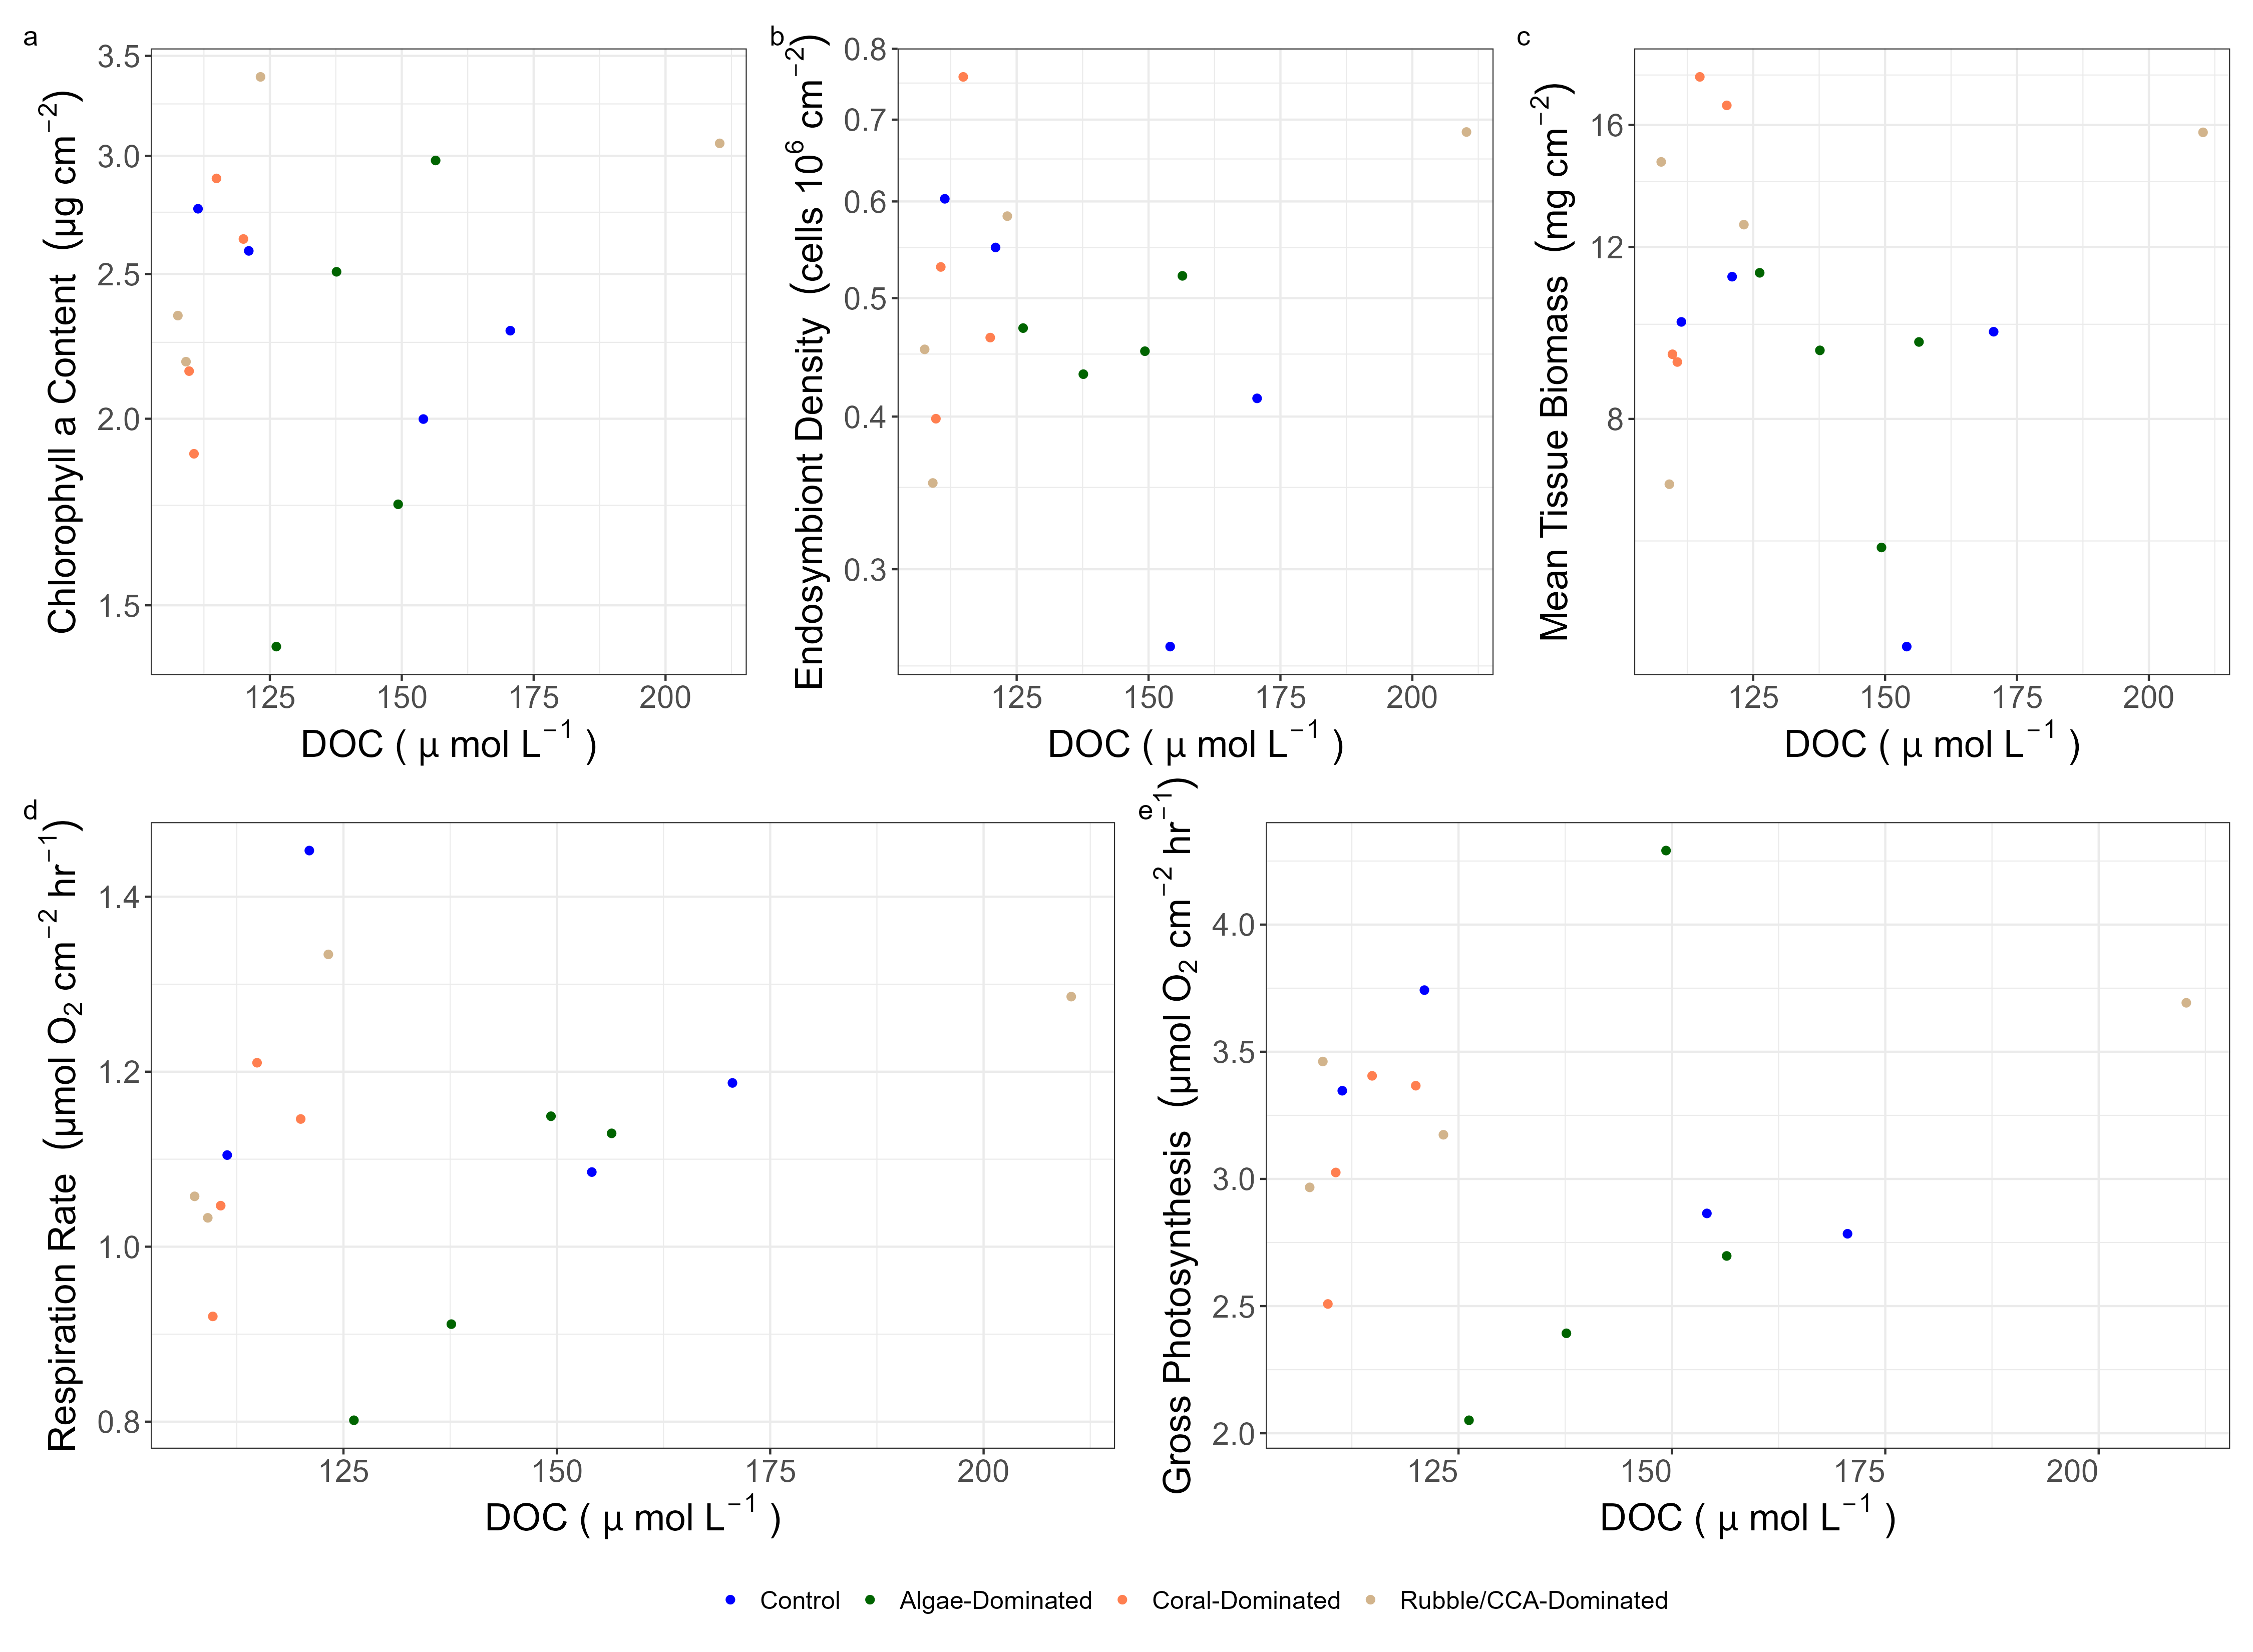 a
Chlorophyll a Content (µg cm−2)
3.5
3.0
2.5
2.0
1.5
125 150 175 200
DOC ( µ mol L−1 )
b
Endosymbiont Density (cells 10^6 cm−2)
0.8
0.7
0.6
0.5
0.4
0.3
125 150 175 200
DOC ( µ mol L−1 )
c
Mean Tissue Biomass (mg cm−2)
16
12
8
125 150 175 200
DOC ( µ mol L−1 )
d
Respiration Rate (µmol O2 cm−2 hr−1)
1.4
1.2
1.0
0.8
125 150 175 200
DOC ( µ mol L−1 )
e
Gross Photosynthesis (µmol O2 cm−2 hr−1)
4.0
3.5
3.0
2.5
2.0
125 150 175 200
DOC ( µ mol L−1 )
Control Algae-Dominated Coral-Dominated Rubble/CCA-Dominated